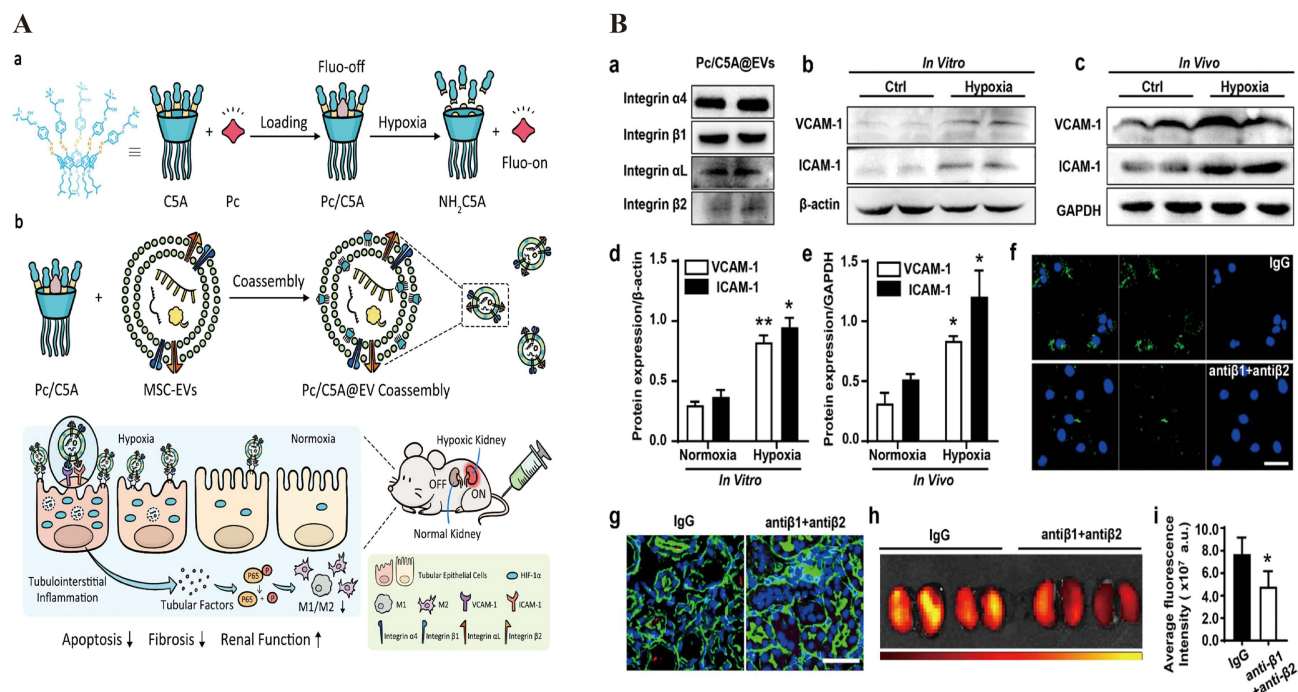 A
a
Fluo-off
+
Loading
Hypoxia
+
≡
Fluo-on
C5A
Pc
Pc/C5A
NH2C5A
b
+
Coassembly
Pc/C5A
MSC-EVs
Pc/C5A@EV Coassembly
Hypoxia
Normoxia
Hypoxic Kidney
OFF
ON
Normal Kidney
Tubulointerstitial
Inflammation
Tubular Factors
P65
P
P65
+
P
M1/M2 ↓
Apoptosis ↓ Fibrosis ↓ Renal Function ↑
Tubular Epithelial Cells
HIF-1α
M1
M2
VCAM-1
ICAM-1
Integrin α4
Integrin β1
Integrin αL
Integrin β2
B
a
Pc/C5A@EVs
Integrin α4
Integrin β1
Integrin αL
Integrin β2
b
In Vitro
Ctrl
Hypoxia
VCAM-1
ICAM-1
β-actin
c
In Vivo
Ctrl
Hypoxia
VCAM-1
ICAM-1
GAPDH
d
Protein expression/β-actin
1.5
1.0
0.5
0.0
VCAM-1
ICAM-1
**
*
Normoxia
Hypoxia
In Vitro
e
Protein expression/GAPDH
1.5
1.0
0.5
0.0
VCAM-1
ICAM-1
*
*
Normoxia
Hypoxia
In Vivo
f
IgG
antiβ1+antiβ2
g
IgG
antiβ1+antiβ2
h
IgG
antiβ1+antiβ2
i
Average fluorescence
Intensity ( x10⁷ a.u.)
10.0
8.0
6.0
4.0
2.0
0.0
*
IgG
anti-β1
+anti-β2